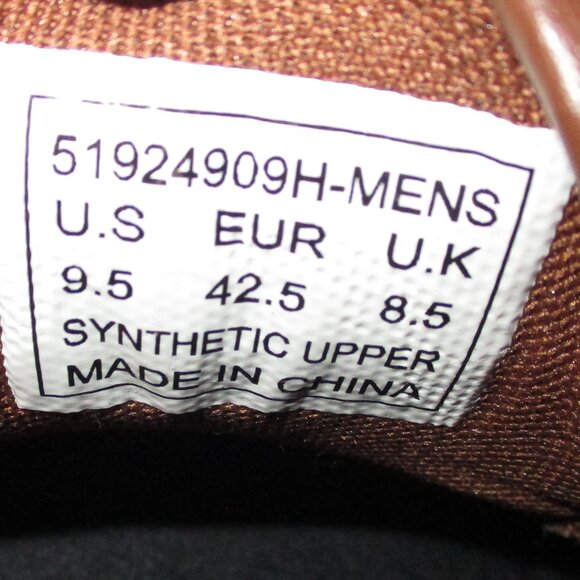 51924909H-MENS
U.S EUR U.K
9.5 42.5 8.5
SYNTHETIC UPPER
MADE IN CHINA